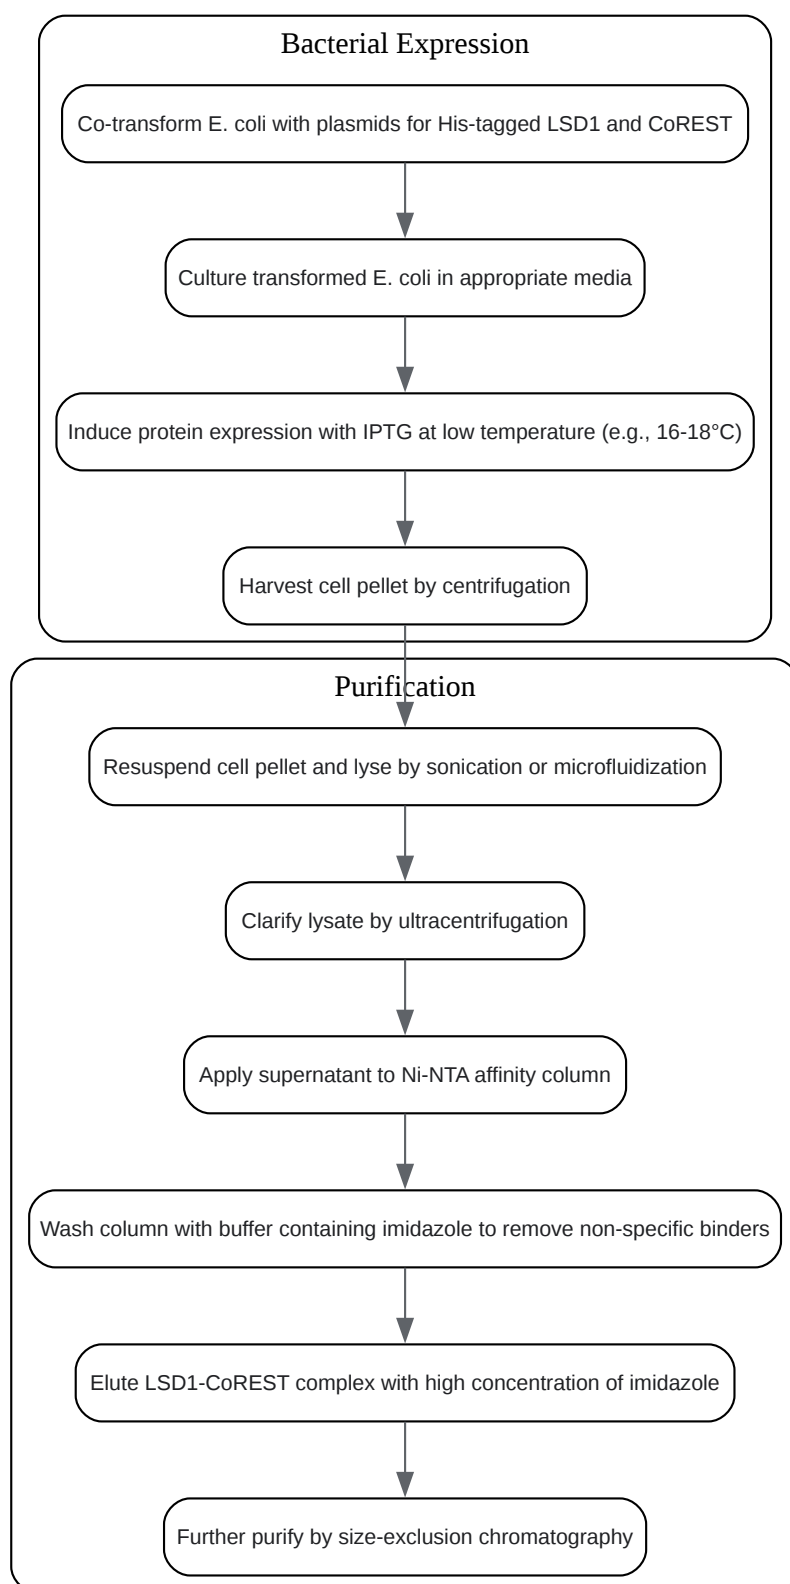 Bacterial Expression
Co-transform E. coli with plasmids for His-tagged LSD1 and CoREST
Culture transformed E. coli in appropriate media
Induce protein expression with IPTG at low temperature (e.g., 16-18°C)
Harvest cell pellet by centrifugation
Purification
Resuspend cell pellet and lyse by sonication or microfluidization
Clarify lysate by ultracentrifugation
Apply supernatant to Ni-NTA affinity column
Wash column with buffer containing imidazole to remove non-specific binders
Elute LSD1-CoREST complex with high concentration of imidazole
Further purify by size-exclusion chromatography